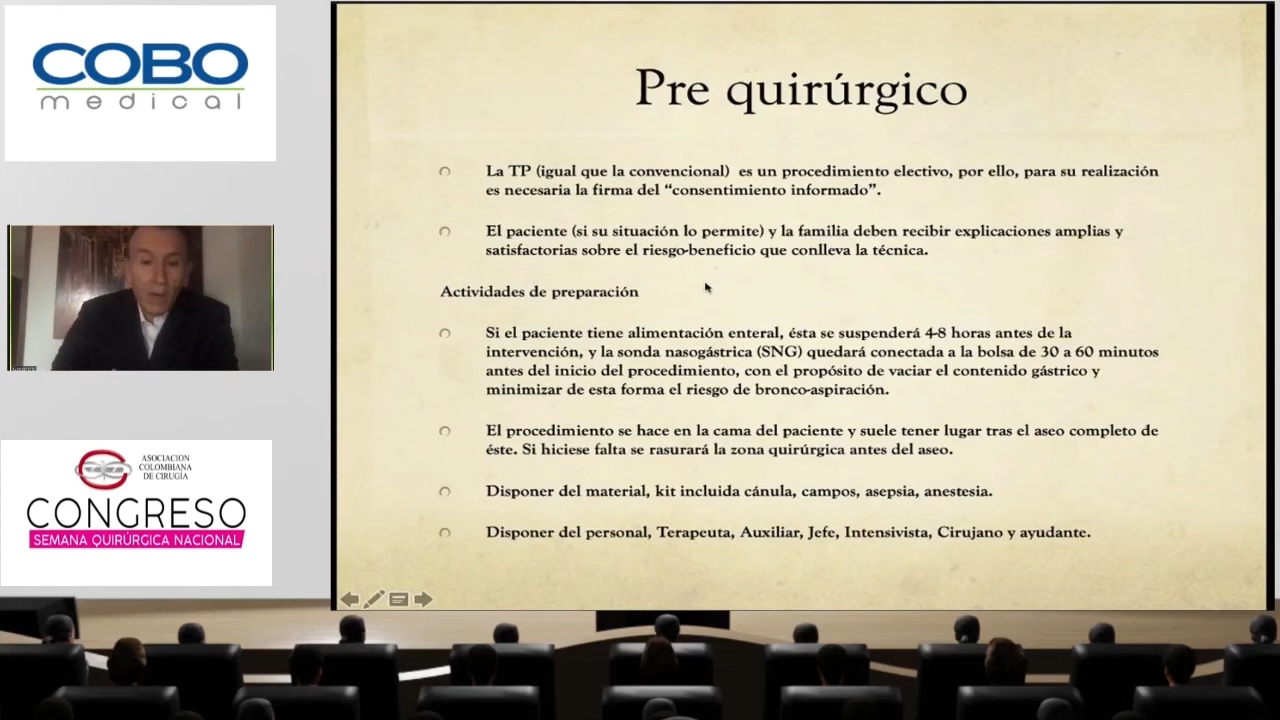 COBO
medical
ASOCIACION
COLOMBIANA
DE CIRUGÍA
CONGRESO
SEMANA QUIRÚRGICA NACIONAL
Pre quirúrgico
La TP (igual que la convencional) es un procedimiento electivo, por ello, para su realización
es necesaria la firma del “consentimiento informado”.
El paciente (si su situación lo permite) y la familia deben recibir explicaciones amplias y
satisfactorias sobre el riesgo-beneficio que conlleva la técnica.
Actividades de preparación
Si el paciente tiene alimentación enteral, ésta se suspenderá 4-8 horas antes de la
intervención, y la sonda nasogástrica (SNG) quedará conectada a la bolsa de 30 a 60 minutos
antes del inicio del procedimiento, con el propósito de vaciar el contenido gástrico y
minimizar de esta forma el riesgo de bronco-aspiración.
El procedimiento se hace en la cama del paciente y suele tener lugar tras el aseo completo de
éste. Si hiciese falta se rasurará la zona quirúrgica antes del aseo.
Disponer del material, kit incluida cánula, campos, asepsia, anestesia.
Disponer del personal, Terapeuta, Auxiliar, Jefe, Intensivista, Cirujano y ayudante.